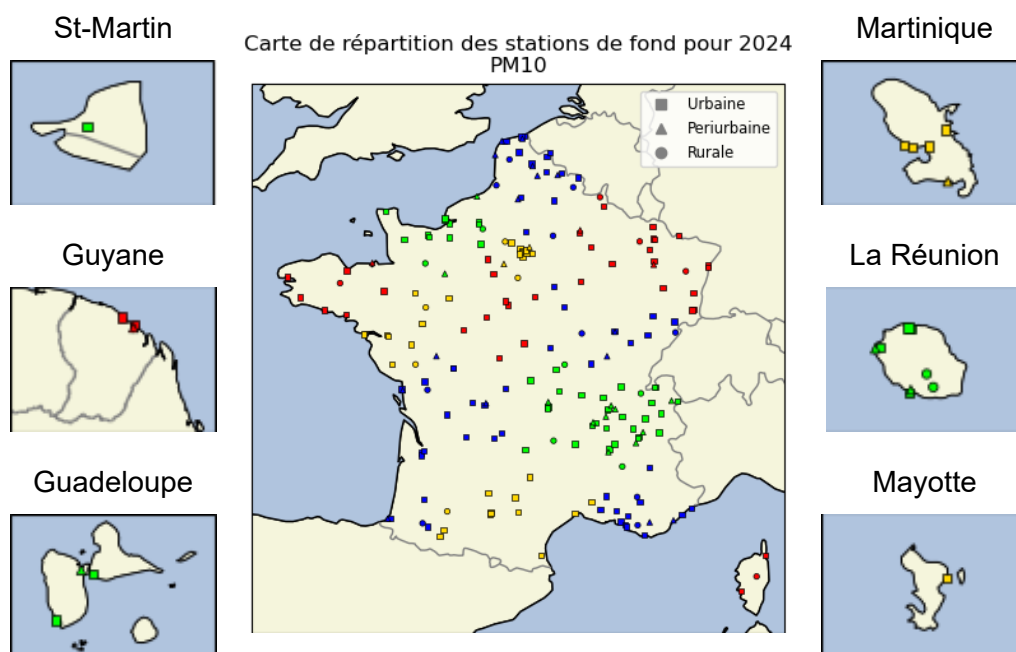 St-Martin
Carte de répartition des stations de fond pour 2024
PM10
Martinique
Urbaine
Periurbaine
Rurale
Guyane
La Réunion
Guadeloupe
Mayotte